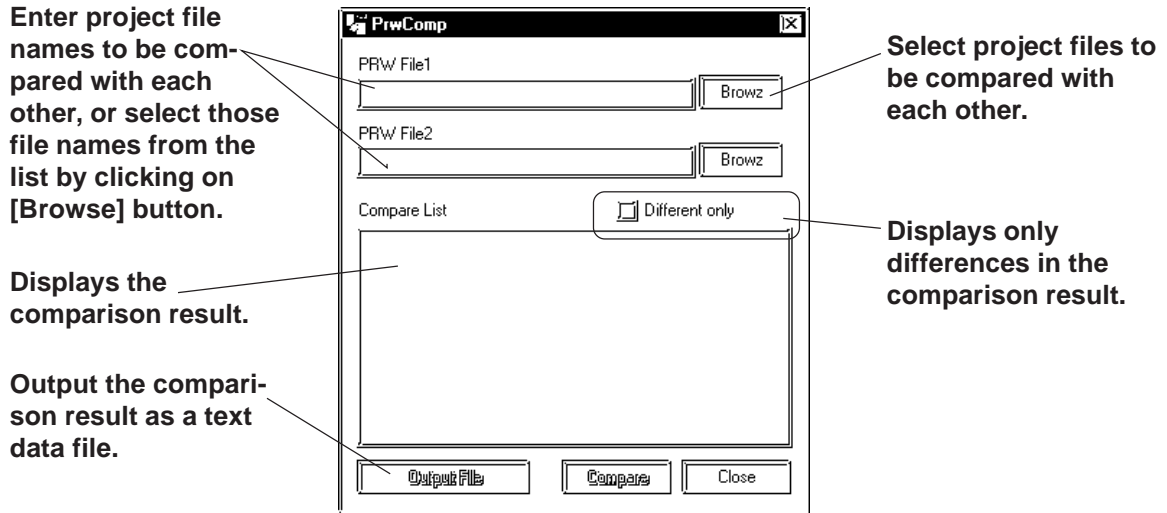 Enter project file
names to be com-
pared with each
other, or select those
file names from the
list by clicking on
[Browse] button.
Displays the
comparison result.
Output the compari-
son result as a text
data file.
PrwComp
PRW File1
Browz
PRW File2
Browz
Compare List
Different only
Output File
Compare
Close
Select project files to
be compared with
each other.
Displays only
differences in the
comparison result.